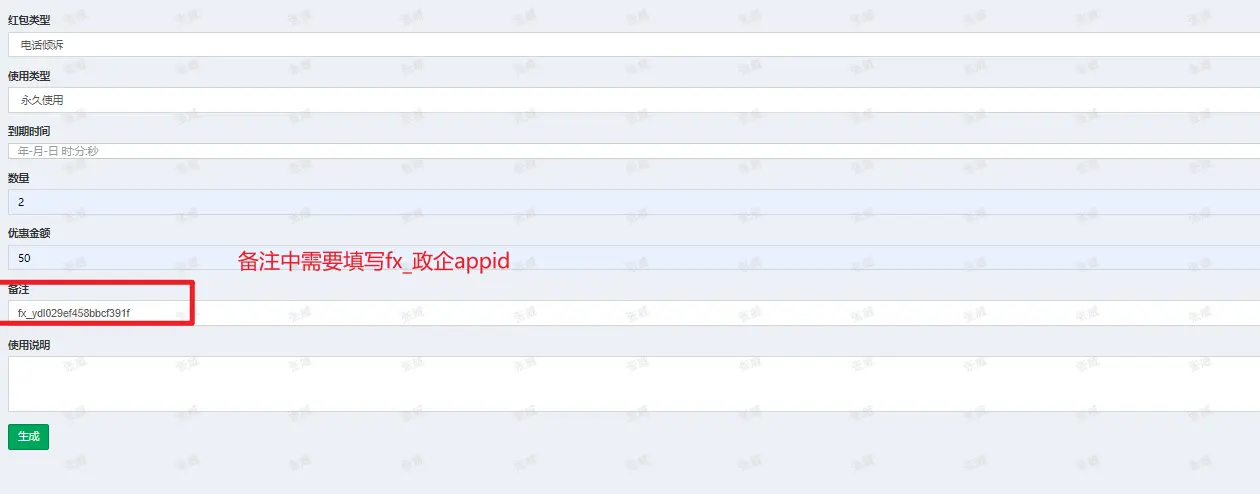 红包类型
电话倾诉
使用类型
永久使用
到期时间
年-月-日 时:分:秒
数量
2
优惠金额
50
备注中需要填写fx_政企appid
备注
fx_ydl029ef458bbcf391f
使用说明
生成